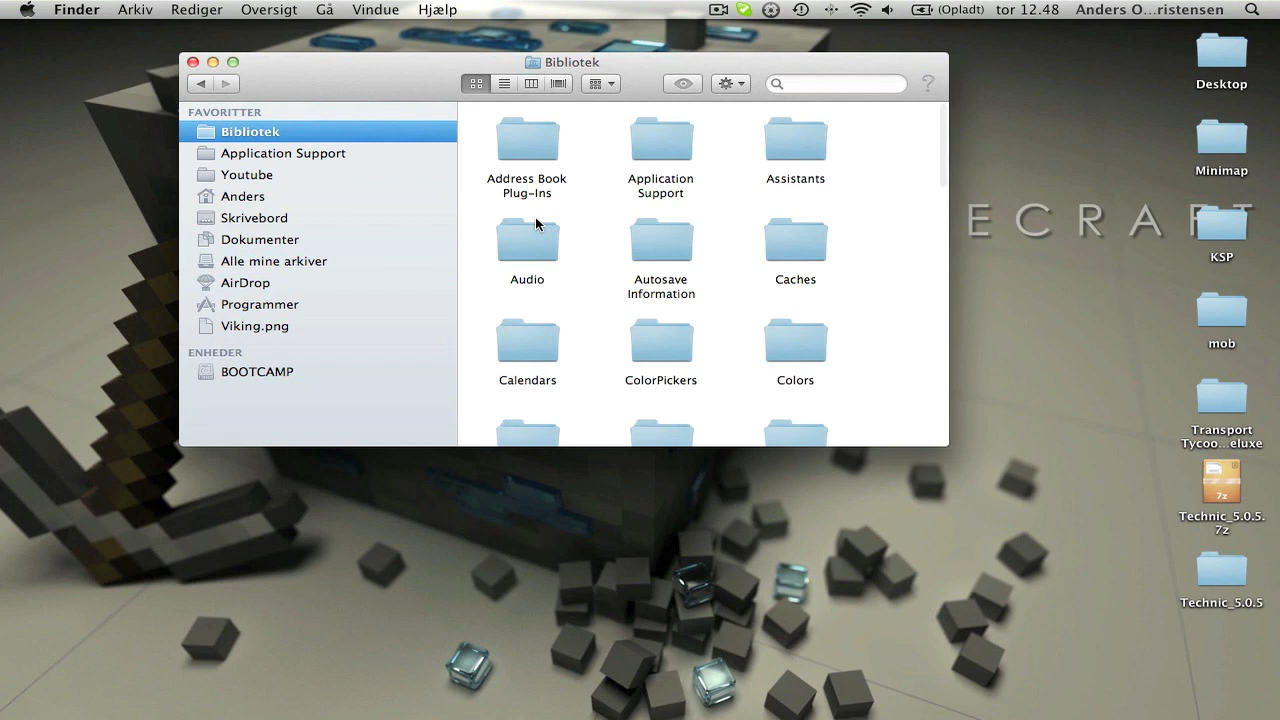 Finder Arkiv Rediger Oversigt Gå Vindue Hjælp (Opladt) tor 12.48 Anders O...ristensen
Bibliotek
FAVORITTER
Bibliotek
Application Support
Youtube
Anders
Skrivebord
Dokumenter
Alle mine arkiver
AirDrop
Programmer
Viking.png
ENHEDER
BOOTCAMP
Address Book
Plug-Ins
Application
Support
Assistants
Audio
Autosave
Information
Caches
Calendars
ColorPickers
Colors
?
ECRAFT
Desktop
Minimap
KSP
mob
Transport
Tycoo...eluxe
7z
Technic_5.0.5.
7z
Technic_5.0.5